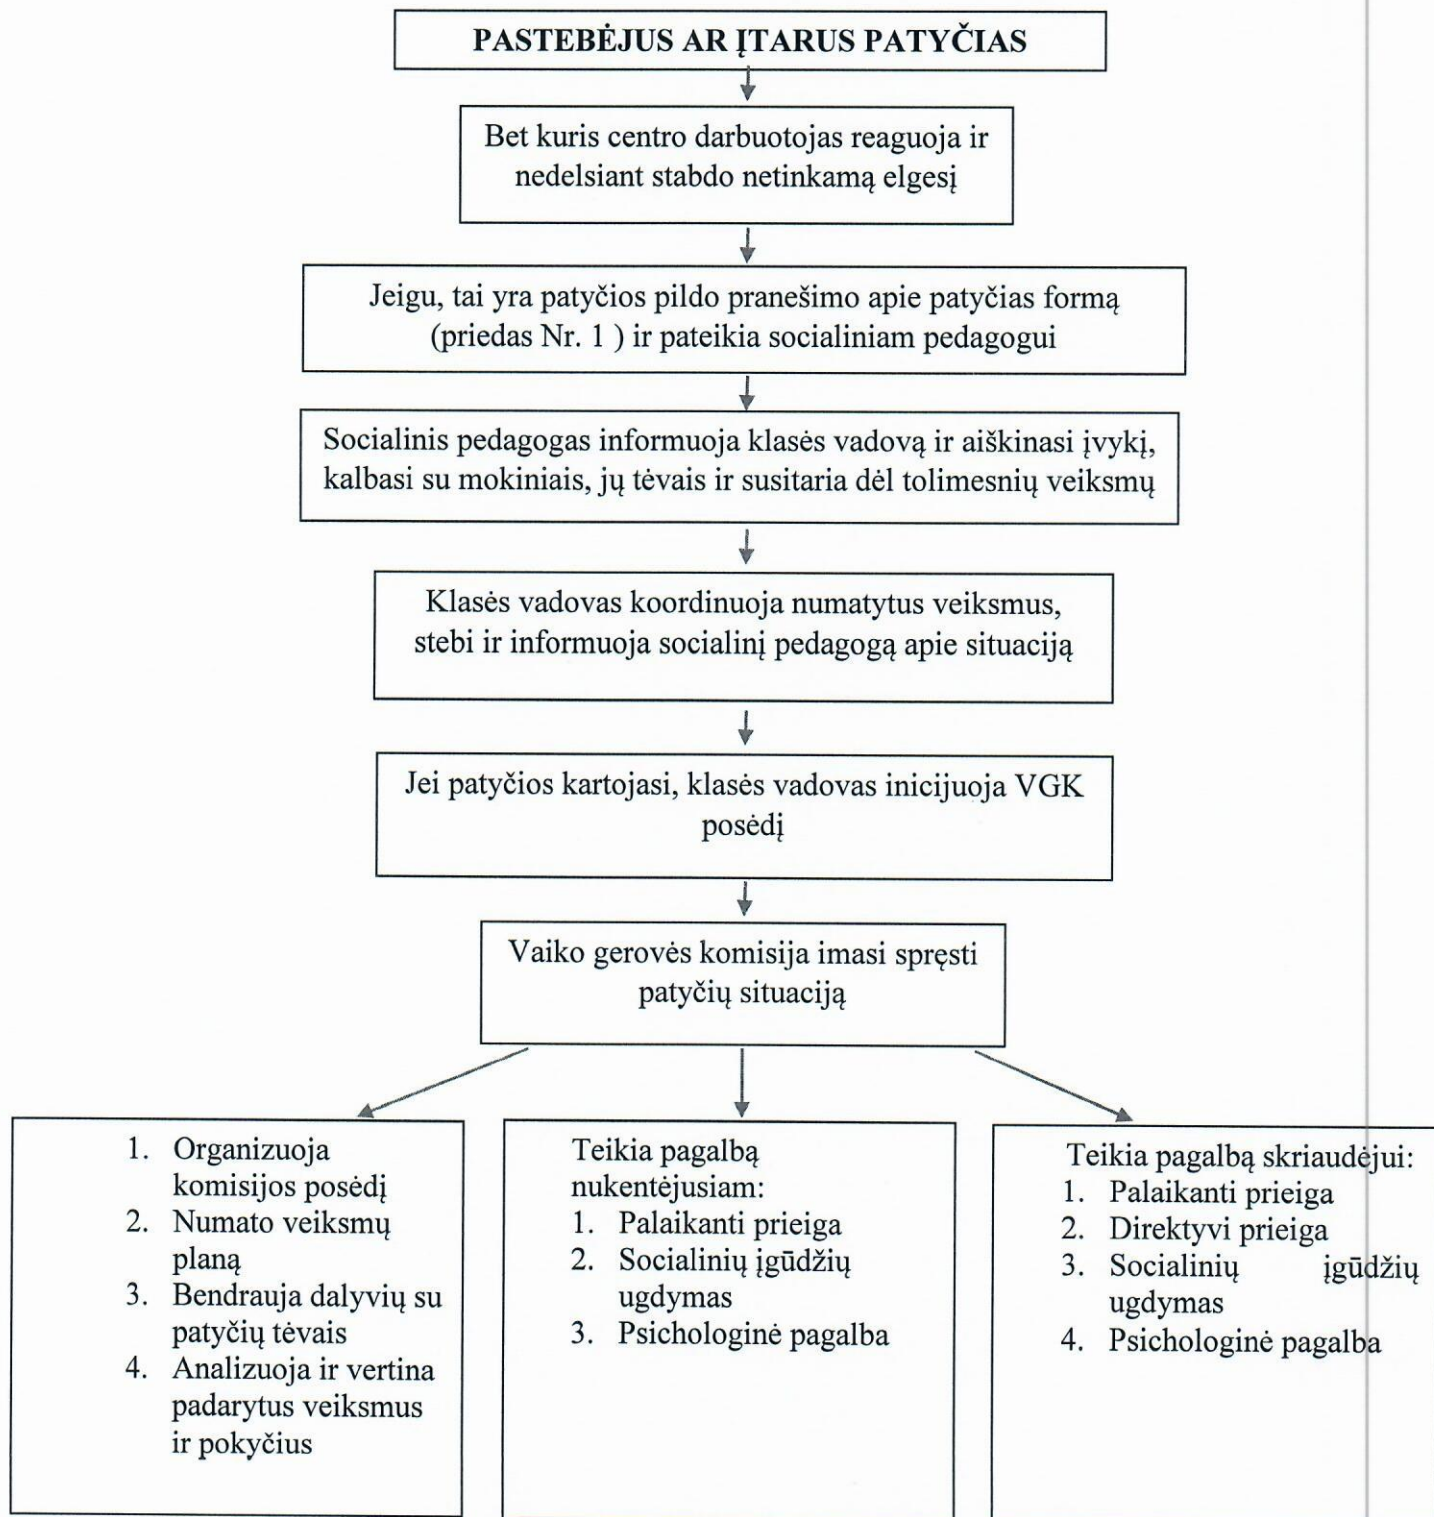 PASTEBĖJUS AR ĮTARUS PATYČIAS
Bet kuris centro darbuotojas reaguoja ir
nedelsiant stabdo netinkamą elgesį
Jeigu, tai yra patyčios pildo pranešimo apie patyčias formą
(priedas Nr. 1 ) ir pateikia socialiniam pedagogui
Socialinis pedagogas informuoja klasės vadovą ir aiškinasi įvykį,
kalbasi su mokiniais, jų tėvais ir susitaria dėl tolimesnių veiksmų
Klasės vadovas koordinuoja numatytus veiksmus,
stebi ir informuoja socialinį pedagogą apie situaciją
Jei patyčios kartojasi, klasės vadovas inicijuoja VGK
posėdį
Vaiko gerovės komisija imasi spręsti
patyčių situaciją
1. Organizuoja
komisijos posėdį
2. Numato veiksmų
planą
3. Bendrauja dalyvių su
patyčių tėvais
4. Analizuoja ir vertina
padarytus veiksmus
ir pokyčius
Teikia pagalbą
nukentėjusiam:
1. Palaikanti prieiga
2. Socialinių įgūdžių
ugdymas
3. Psichologinė pagalba
Teikia pagalbą skriaudėjui:
1. Palaikanti prieiga
2. Direktyvi prieiga
3. Socialinių įgūdžių
ugdymas
4. Psichologinė pagalba